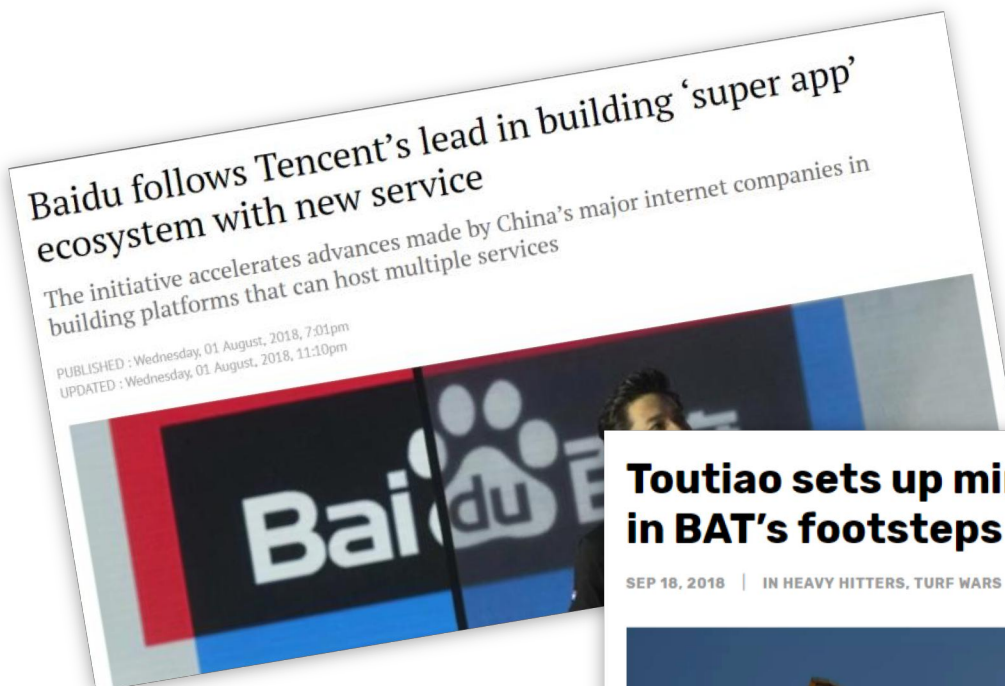 Baidu follows Tencent’s lead in building ‘super app’
ecosystem with new service
The initiative accelerates advances made by China’s major internet companies in
building platforms that can host multiple services
PUBLISHED : Wednesday, 01 August, 2018, 7:01pm
UPDATED : Wednesday, 01 August, 2018, 11:10pm
Bai du
Toutiao sets up
in BAT’s footsteps
SEP 18, 2018 | IN HEAVY HITTERS, TURF WARS